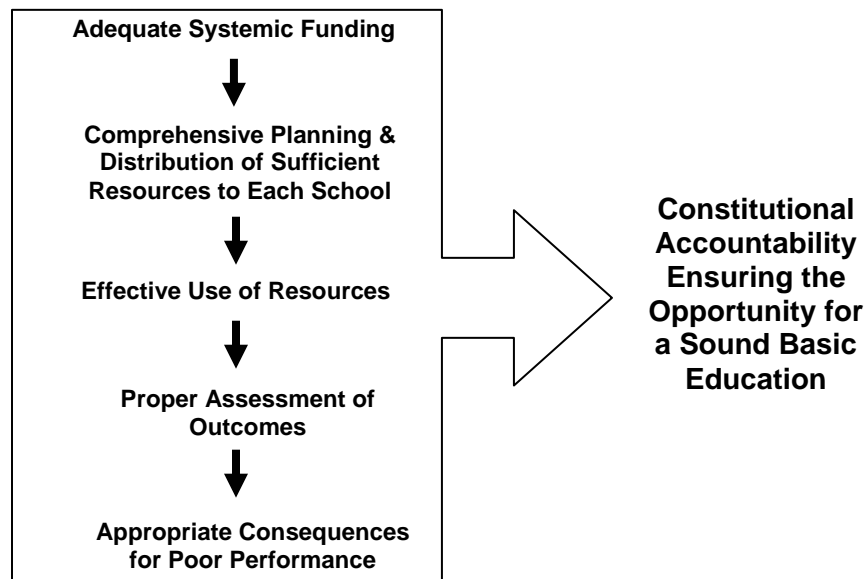 Adequate Systemic Funding
Comprehensive Planning &
Distribution of Sufficient
Resources to Each School
Effective Use of Resources
Proper Assessment of
Outcomes
Appropriate Consequences
for Poor Performance
Constitutional
Accountability
Ensuring the
Opportunity for
a Sound Basic
Education